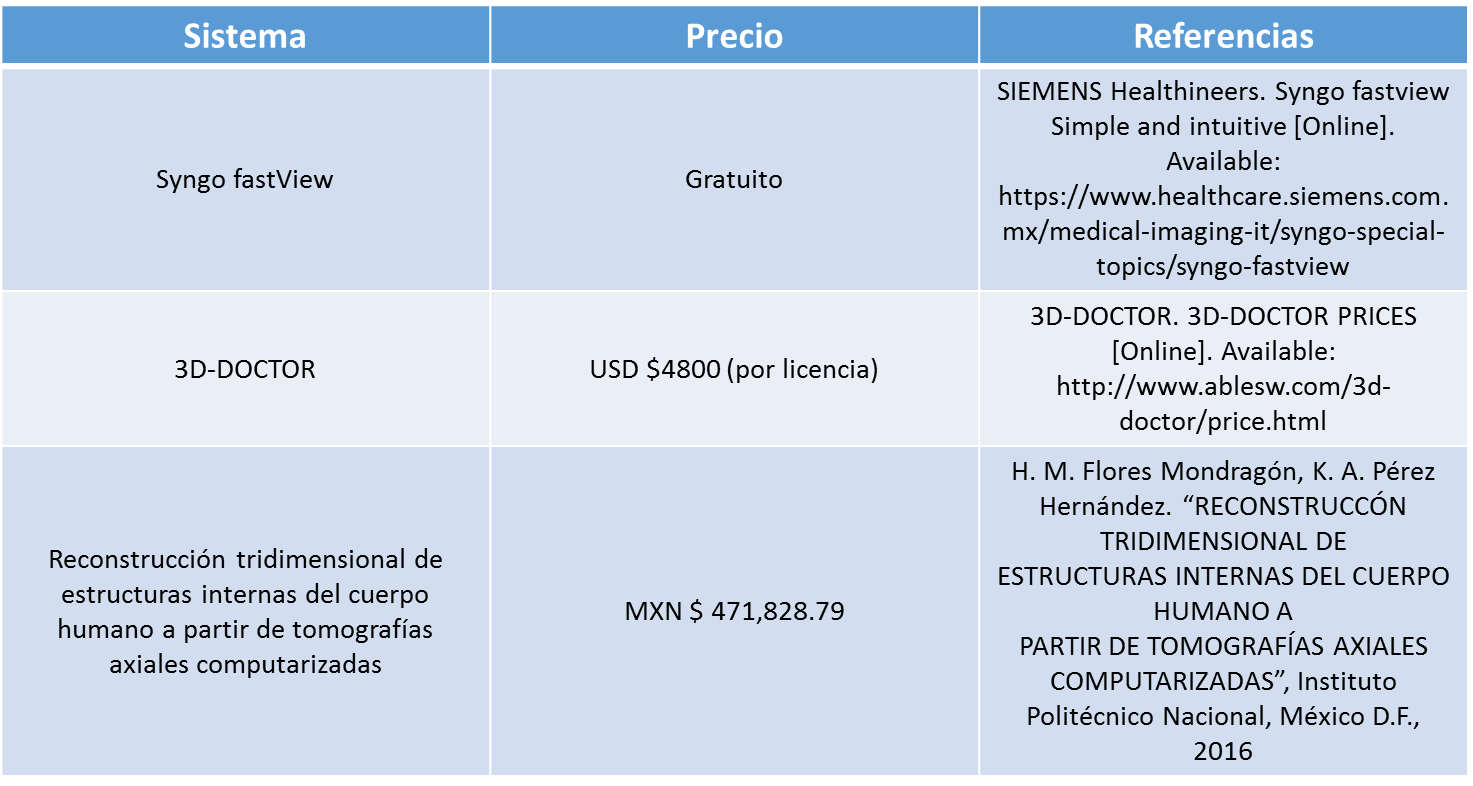 Sistema
Precio
Referencias
Syngo fastView
Gratuito
SIEMENS Healthineers. Syngo fastview
Simple and intuitive [Online].
Available:
https://www.healthcare.siemens.com.
mx/medical-imaging-it/syngo-special-
topics/syngo-fastview
3D-DOCTOR
USD $4800 (por licencia)
3D-DOCTOR. 3D-DOCTOR PRICES
[Online]. Available:
http://www.ablesw.com/3d-
doctor/price.html
Reconstrucción tridimensional de
estructuras internas del cuerpo
humano a partir de tomografías
axiales computarizadas
MXN $ 471,828.79
H. M. Flores Mondragón, K. A. Pérez
Hernández. “RECONSTRUCCÓN
TRIDIMENSIONAL DE
ESTRUCTURAS INTERNAS DEL CUERPO
HUMANO A
PARTIR DE TOMOGRAFÍAS AXIALES
COMPUTARIZADAS”, Instituto
Politécnico Nacional, México D.F.,
2016